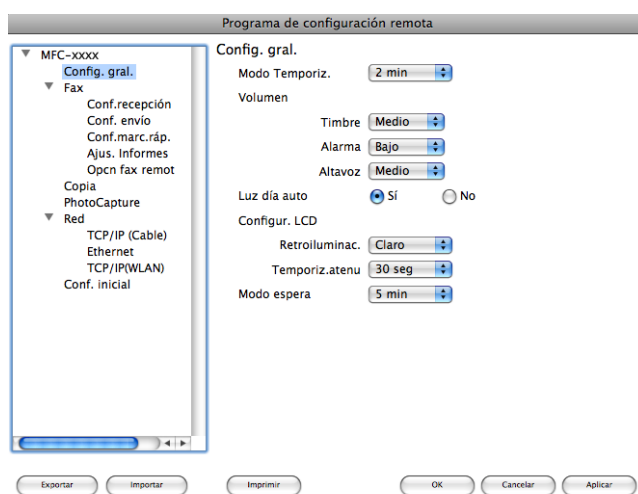 Programa de configuración remota
MFC-xxxx
Config. gral.
Fax
Conf.recepción
Conf. envío
Conf.marc.ráp.
Ajus. Informes
Opcn fax remot
Copia
PhotoCapture
Red
TCP/IP (Cable)
Ethernet
TCP/IP(WLAN)
Conf. inicial
Config. gral.
Modo Temporiz. 2 min
Volumen
Timbre Medio
Alarma Bajo
Altavoz Medio
Luz día auto Sí No
Configur. LCD
Retroiluminac. Claro
Temporiz.atenu 30 seg
Modo espera 5 min
Exportar Importar Imprimir OK Cancelar Aplicar